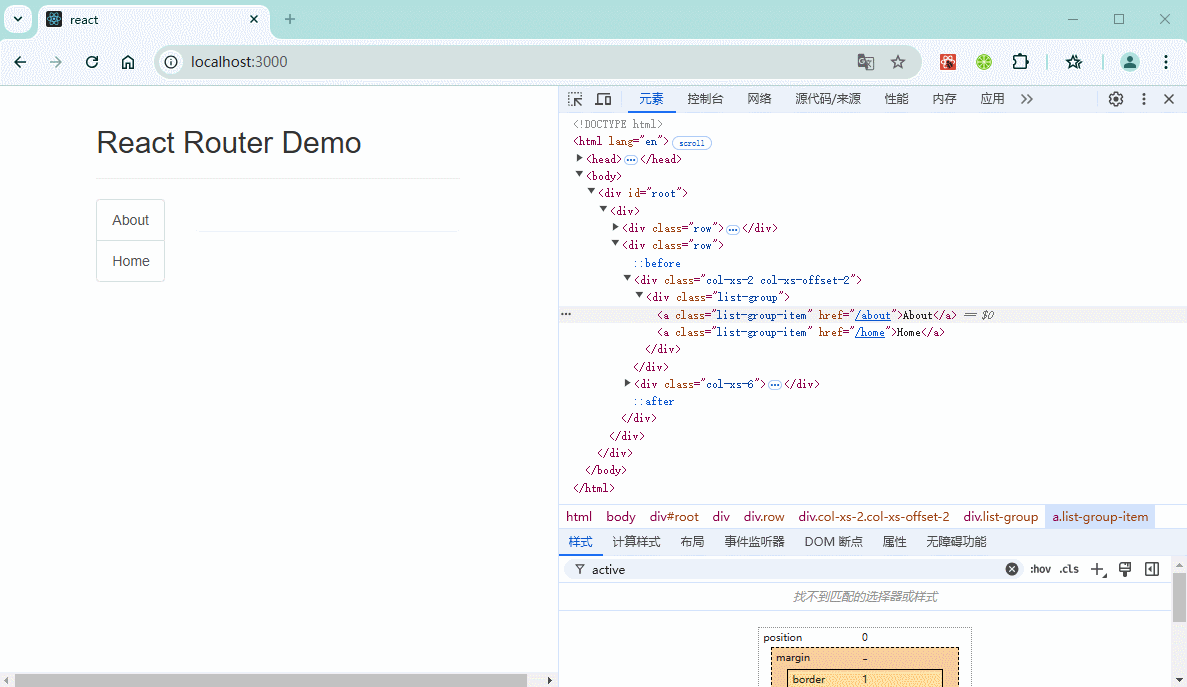 react
localhost:3000
React Router Demo
About
Home
元素 控制台 网络 源代码/来源 性能 内存 应用
<!DOCTYPE html>
<html lang="en"> scroll
<head> ••• </head>
<body>
<div id="root">
<div>
<div class="row"> ••• </div>
<div class="row">
::before
<div class="col-xs-2 col-xs-offset-2">
<div class="list-group">
<a class="list-group-item" href="/about">About</a> == $0
<a class="list-group-item" href="/home">Home</a>
</div>
</div>
<div class="col-xs-6"> ••• </div>
::after
</div>
</div>
</div>
</body>
</html>
html body div#root div div.row div.col-xs-2.col-xs-offset-2 div.list-group a.list-group-item
样式 计算样式 布局 事件监听器 DOM 断点 属性 无障碍功能
active :hov .cls
找不到匹配的选择器或样式
position 0
margin -
border 1